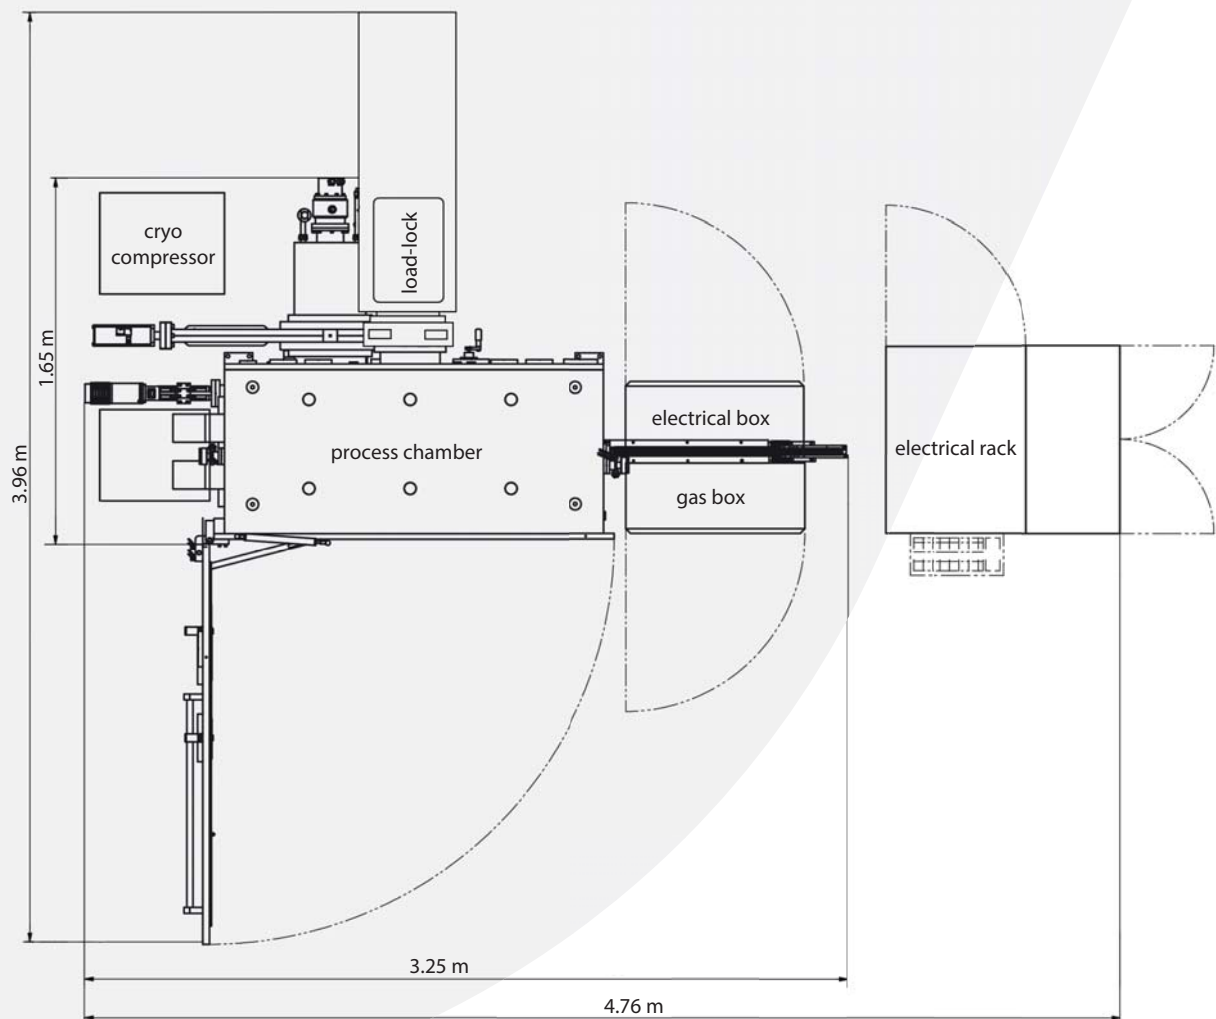 cryo
compressor
load-lock
1.65 m
3.96 m
process chamber
electrical box
gas box
electrical rack
3.25 m
4.76 m